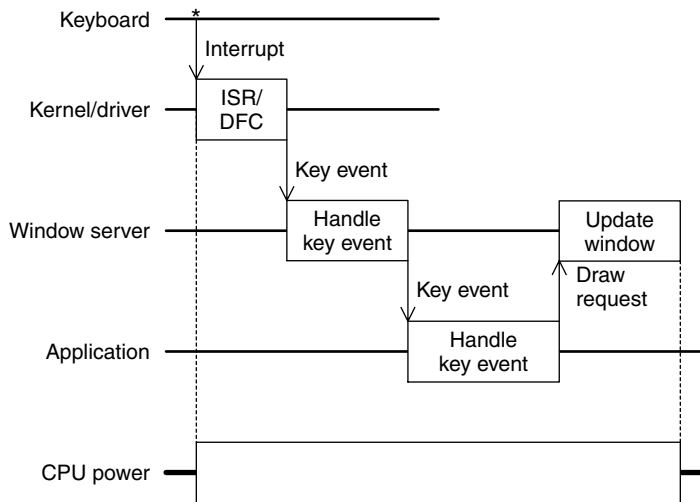 Keyboard
*
Interrupt
Kernel/driver
ISR/
DFC
Key event
Window server
Handle
key event
Update
window
Key event
Draw
request
Application
Handle
key event
CPU power